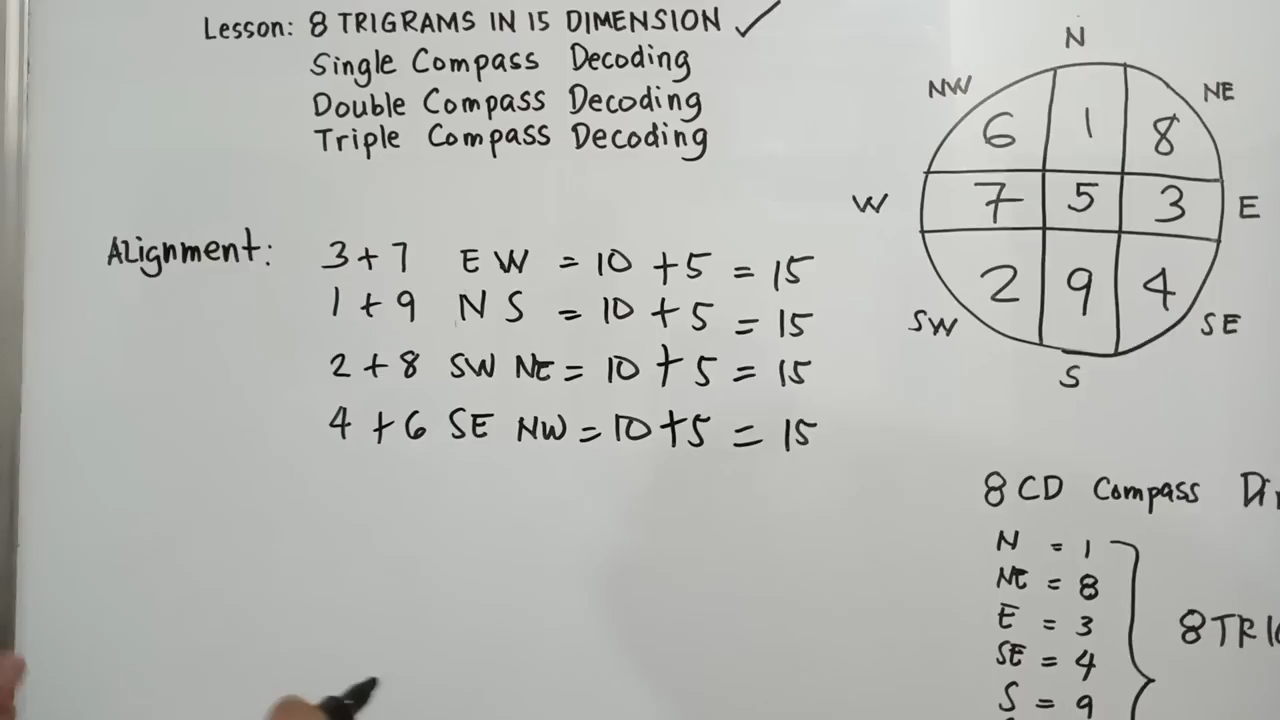 Lesson: 8 TRIGRAMS IN 15 DIMENSION ✓
Single Compass Decoding
Double Compass Decoding
Triple Compass Decoding
N
NW NE
6 1 8
W 7 5 3 E
2 9 4
SW SE
S
Alignment: 3+7 EW = 10 +5 = 15
1 + 9 N S = 10 + 5 = 15
2 + 8 SW NE = 10 + 5 = 15
4 + 6 SE NW = 10+5 = 15
8 CD Compass
N = 1
NE = 8
E = 3
SE = 4
S = 9
8 TRIG